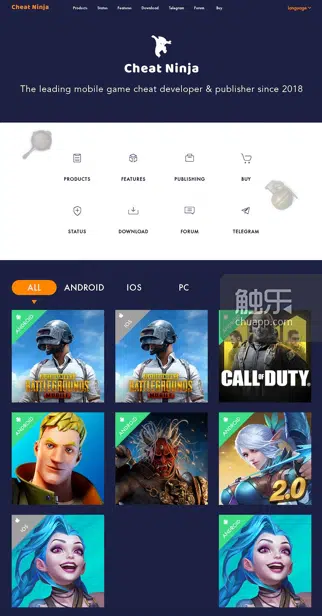 Cheat Ninja
Products Status Features Download Telegram Forum Buy
language
Cheat Ninja
The leading mobile game cheat developer & publisher since 2018
PRODUCTS FEATURES PUBLISHING BUY
STATUS DOWNLOAD FORUM TELEGRAM
ALL ANDROID IOS PC
触乐
chuapp.com
ANDROID
IOS
ANDROID
BATTLEGROUNDS
MOBILE
BATTLEGROUNDS
MOBILE
CALL OF DUTY
ANDROID
ANDROID
ANDROID
2.0
IOS
ANDROID